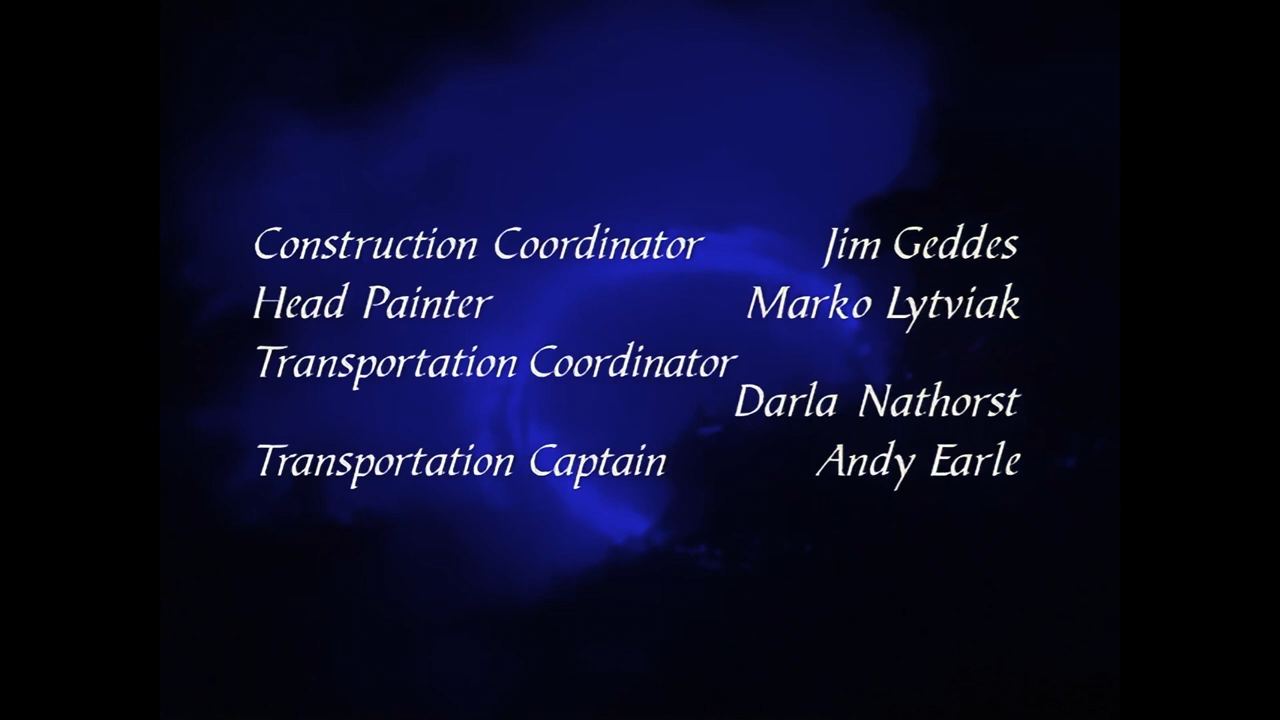 Construction Coordinator Jim Geddes
Head Painter Marko Lytviak
Transportation Coordinator
Darla Nathorst
Transportation Captain Andy Earle